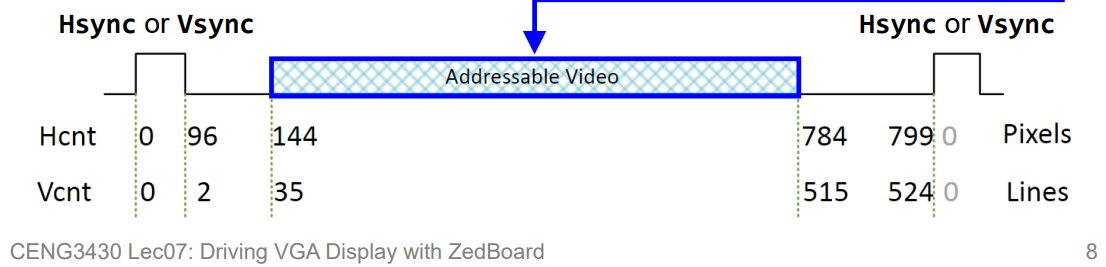 Hsync or Vsync Hsync or Vsync
Addressable Video
Hcnt 0 96 144 784 799 0 Pixels
Vcnt 0 2 35 515 524 0 Lines
CENG3430 Lec07: Driving VGA Display with ZedBoard 8